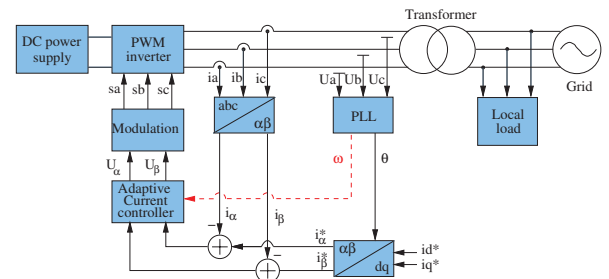 Transformer
DC power
supply
PWM
inverter
Grid
ia
ib
ic
Ua
Ub
Uc
sa
sb
sc
abc
αβ
PLL
Local
load
Modulation
Uα
Uβ
ω
θ
Adaptive
Current
controller
iα
iβ
iα*
iβ*
αβ
dq
id*
iq*